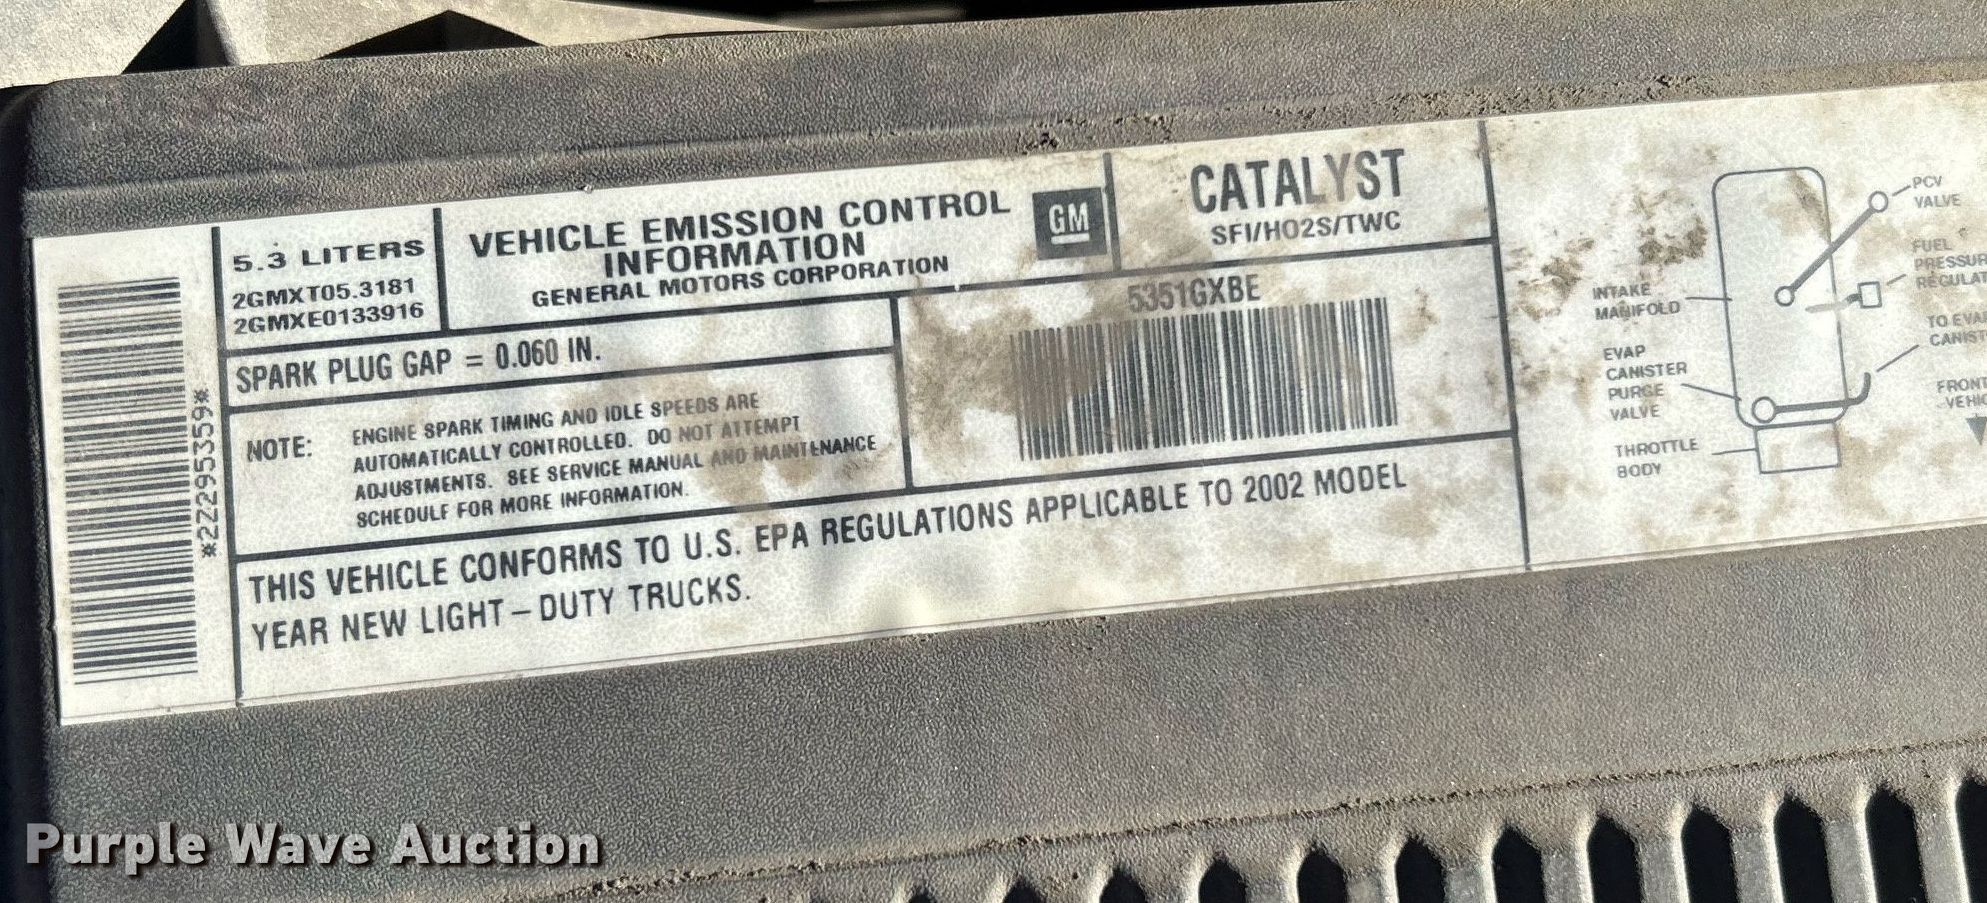 *2Z295359*
5.3 LITERS
2GMXT05.3181
2GMXE0133916
VEHICLE EMISSION CONTROL
INFORMATION
GENERAL MOTORS CORPORATION
GM
CATALYST
SFI/HO2S/TWC
SPARK PLUG GAP = 0.060 IN.
5351GXBE
NOTE:
ENGINE SPARK TIMING AND IDLE SPEEDS ARE
AUTOMATICALLY CONTROLLED. DO NOT ATTEMPT
ADJUSTMENTS. SEE SERVICE MANUAL AND MAINTENANCE
SCHEDULE FOR MORE INFORMATION.
THIS VEHICLE CONFORMS TO U.S. EPA REGULATIONS APPLICABLE TO 2002 MODEL
YEAR NEW LIGHT-DUTY TRUCKS.
PCV
VALVE
FUEL
INTAKE
MANIFOLD
TO
EVAP
CANISTER
PURGE
VALVE
FRONT
THROTTLE
BODY
Purple Wave Auction